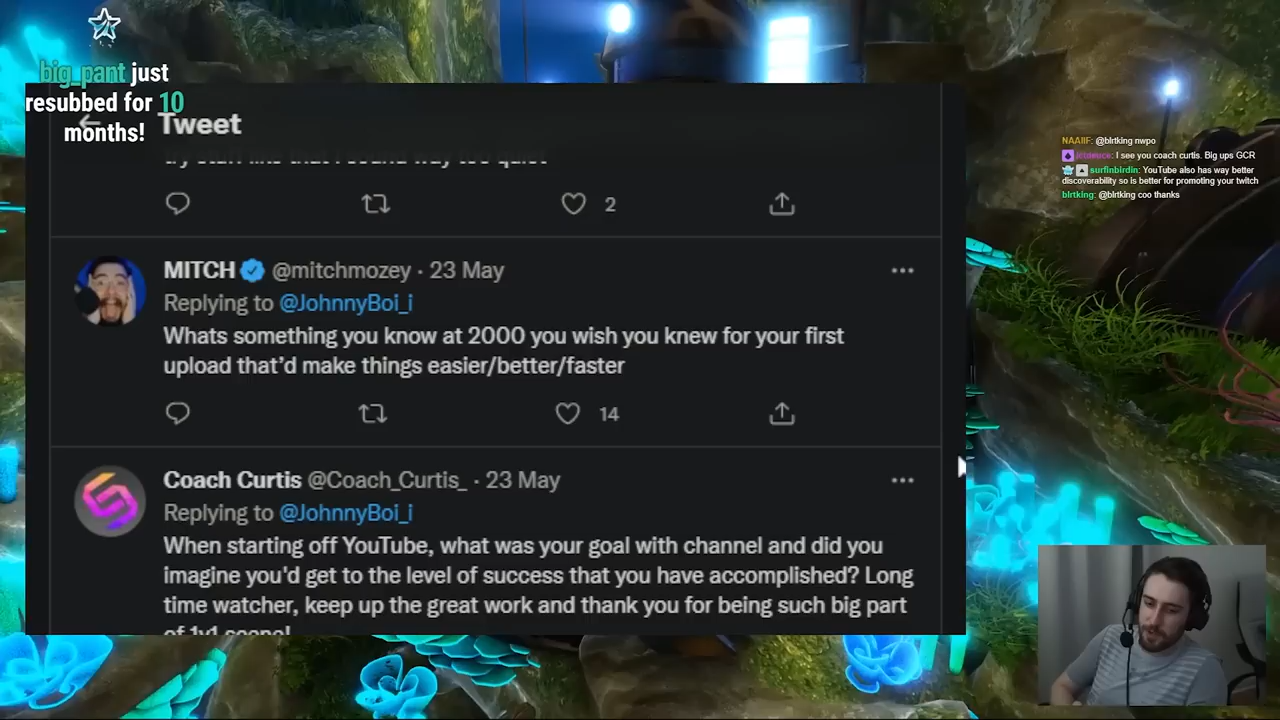 big_pant just
resubbed for 10
months!
Tweet
2
MITCH @mitchmozey · 23 May
Replying to @JohnnyBoi_i
Whats something you know at 2000 you wish you knew for your first
upload that'd make things easier/better/faster
14
Coach Curtis @Coach_Curtis_ · 23 May
Replying to @JohnnyBoi_i
When starting off YouTube, what was your goal with channel and did you
imagine you'd get to the level of success that you have accomplished? Long
time watcher, keep up the great work and thank you for being such big part
of 1v1 scene!
@blrtking nwpo
I see you coach curtis. Big ups GCR
surfinbirdin: YouTube also has way better
discoverability so is better for promoting your twitch
blrtking: @blrtking coo thanks